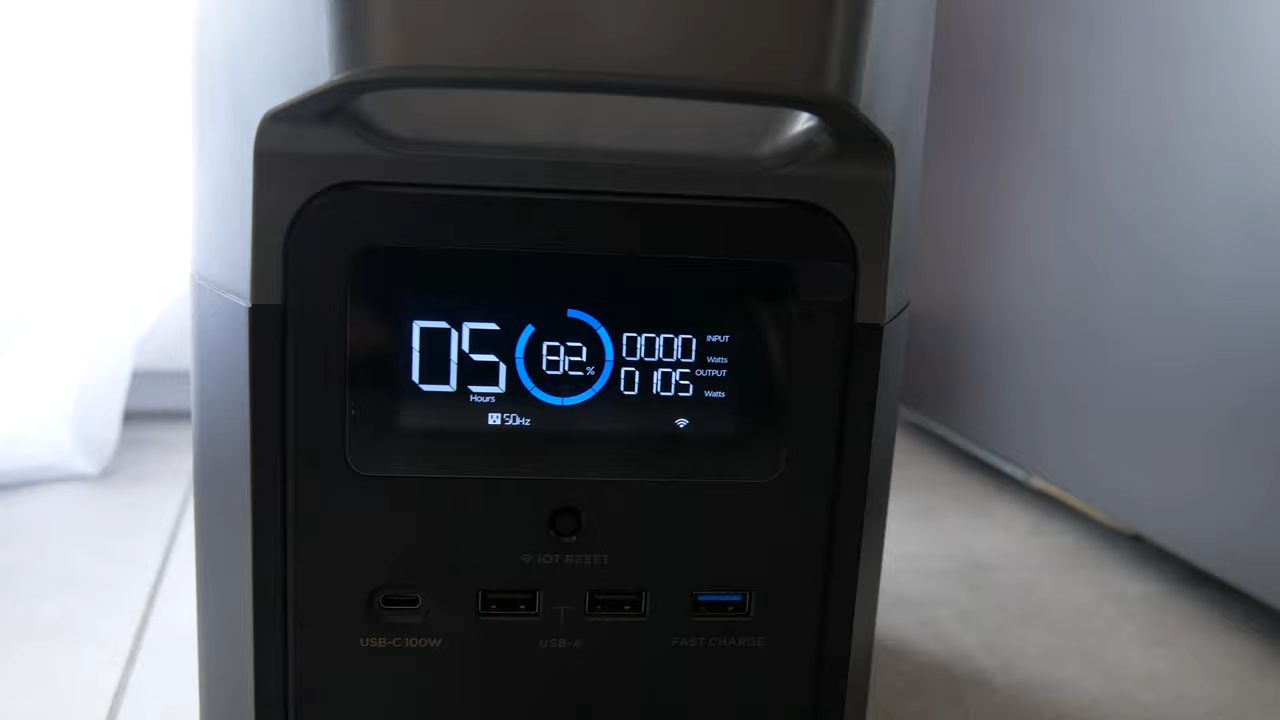 05
Hours
82%
0000 INPUT
Watts
0105 OUTPUT
Watts
50Hz
IOT RESET
USB-C 100W
USB-A
FAST CHARGE